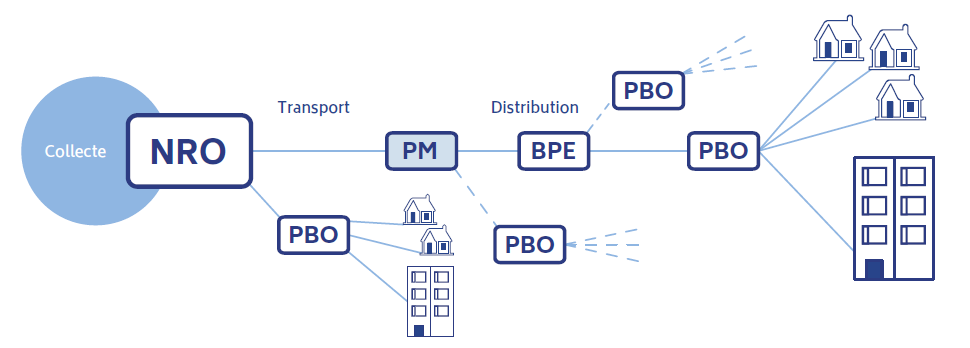 Collecte
NRO
Transport
PM
Distribution
BPE
PBO
PBO
PBO
PBO